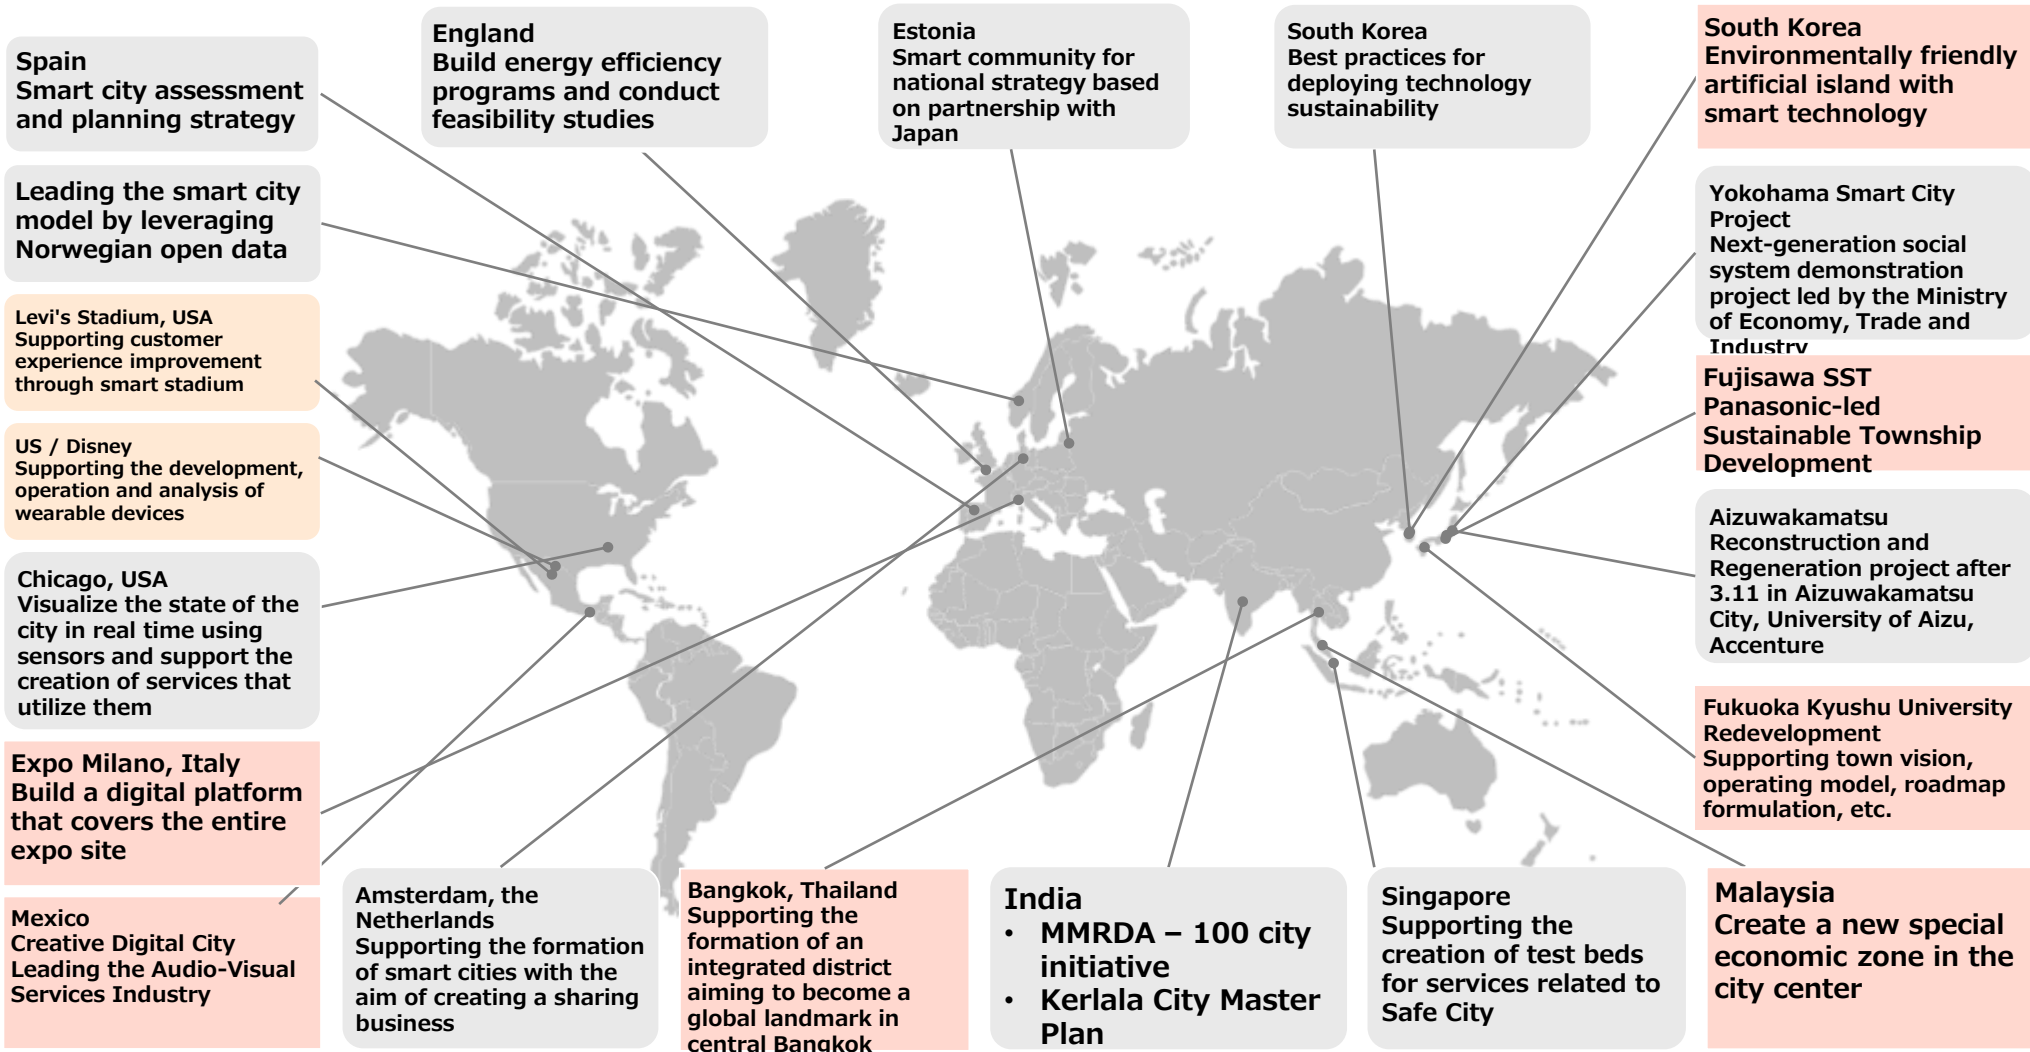 Spain
Smart city assessment
and planning strategy
England
Build energy efficiency
programs and conduct
feasibility studies
Estonia
Smart community for
national strategy based
on partnership with
Japan
South Korea
Best practices for
deploying technology
sustainability
South Korea
Environmentally friendly
artificial island with
smart technology
Leading the smart city
model by leveraging
Norwegian open data
Levi's Stadium, USA
Supporting customer
experience improvement
through smart stadium
US / Disney
Supporting the development,
operation and analysis of
wearable devices
Chicago, USA
Visualize the state of the
city in real time using
sensors and support the
creation of services that
utilize them
Expo Milano, Italy
Build a digital platform
that covers the entire
expo site
Mexico
Creative Digital City
Leading the Audio-Visual
Services Industry
Yokohama Smart City
Project
Next-generation social
system demonstration
project led by the Ministry
of Economy, Trade and
Industry
Fujisawa SST
Panasonic-led
Sustainable Township
Development
Aizuwakamatsu
Reconstruction and
Regeneration project after
3.11 in Aizuwakamatsu
City, University of Aizu,
Accenture
Fukuoka Kyushu University
Redevelopment
Supporting town vision,
operating model, roadmap
formulation, etc.
Amsterdam, the
Netherlands
Supporting the formation
of smart cities with the
aim of creating a sharing
business
Bangkok, Thailand
Supporting the
formation of an
integrated district
aiming to become a
global landmark in
central Bangkok
India
• MMRDA – 100 city
initiative
• Kerlala City Master
Plan
Singapore
Supporting the
creation of test beds
for services related to
Safe City
Malaysia
Create a new special
economic zone in the
city center